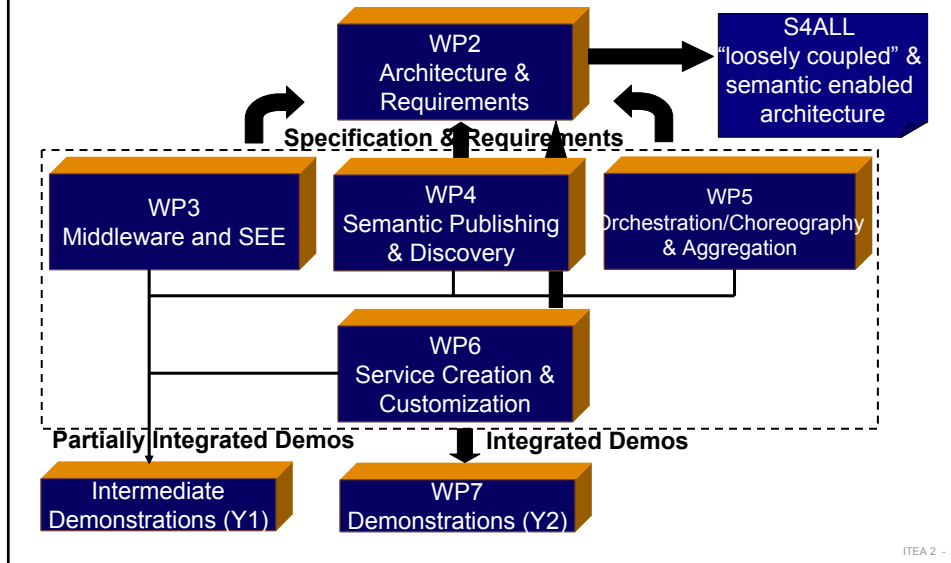 WP2
Architecture &
Requirements
S4ALL
"loosely coupled" &
semantic enabled
architecture
Specification & Requirements
WP3
Middleware and SEE
WP4
Semantic Publishing
& Discovery
WP5
Orchestration/Choreography
& Aggregation
WP6
Service Creation &
Customization
Partially Integrated Demos
Integrated Demos
Intermediate
Demonstrations (Y1)
WP7
Demonstrations (Y2)
ITEA 2 -